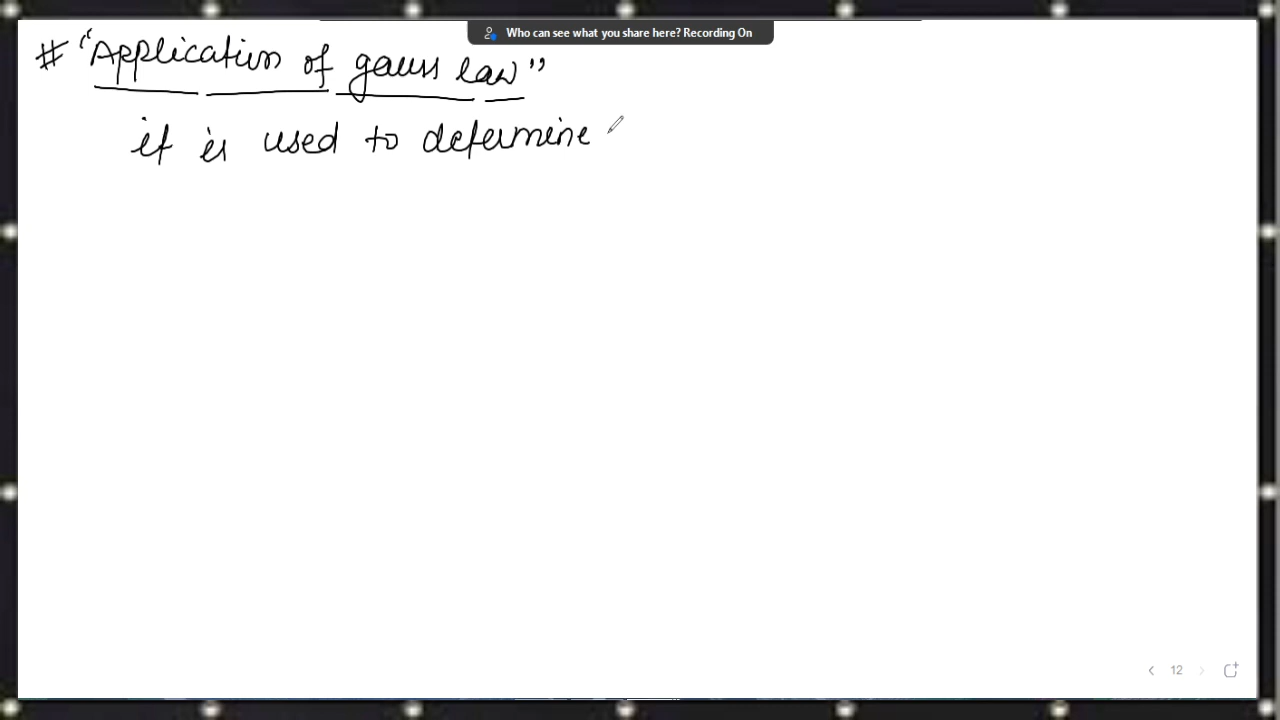 Who can see what you share here? Recording On
# "Application of gauss law"
it is used to determine
12